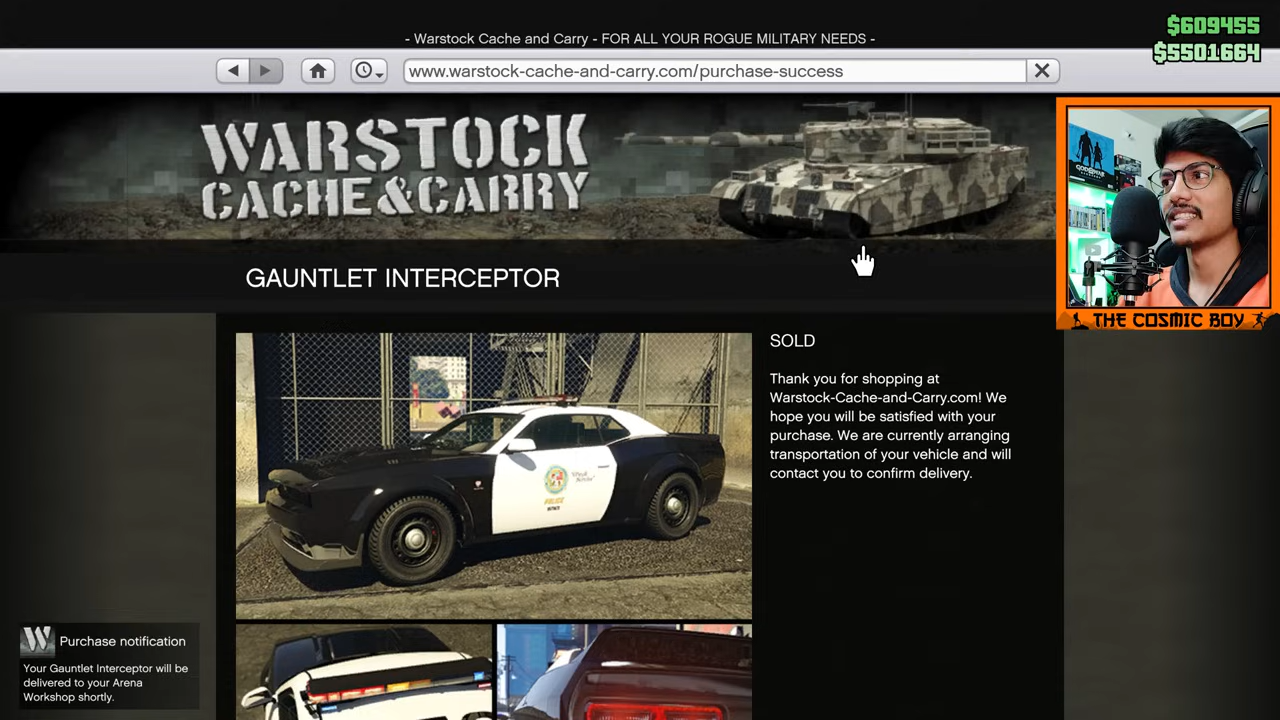 $609455
- Warstock Cache and Carry - FOR ALL YOUR ROGUE MILITARY NEEDS -
$5501664
www.warstock-cache-and-carry.com/purchase-success
WARSTOCK
CACHE & CARRY
GAUNTLET INTERCEPTOR
THE COSMIC BOY
SOLD
Thank you for shopping at
Warstock-Cache-and-Carry.com! We
hope you will be satisfied with your
purchase. We are currently arranging
transportation of your vehicle and will
contact you to confirm delivery.
POLICE
W
Purchase notification
Your Gauntlet Interceptor will be
delivered to your Arena
Workshop shortly.